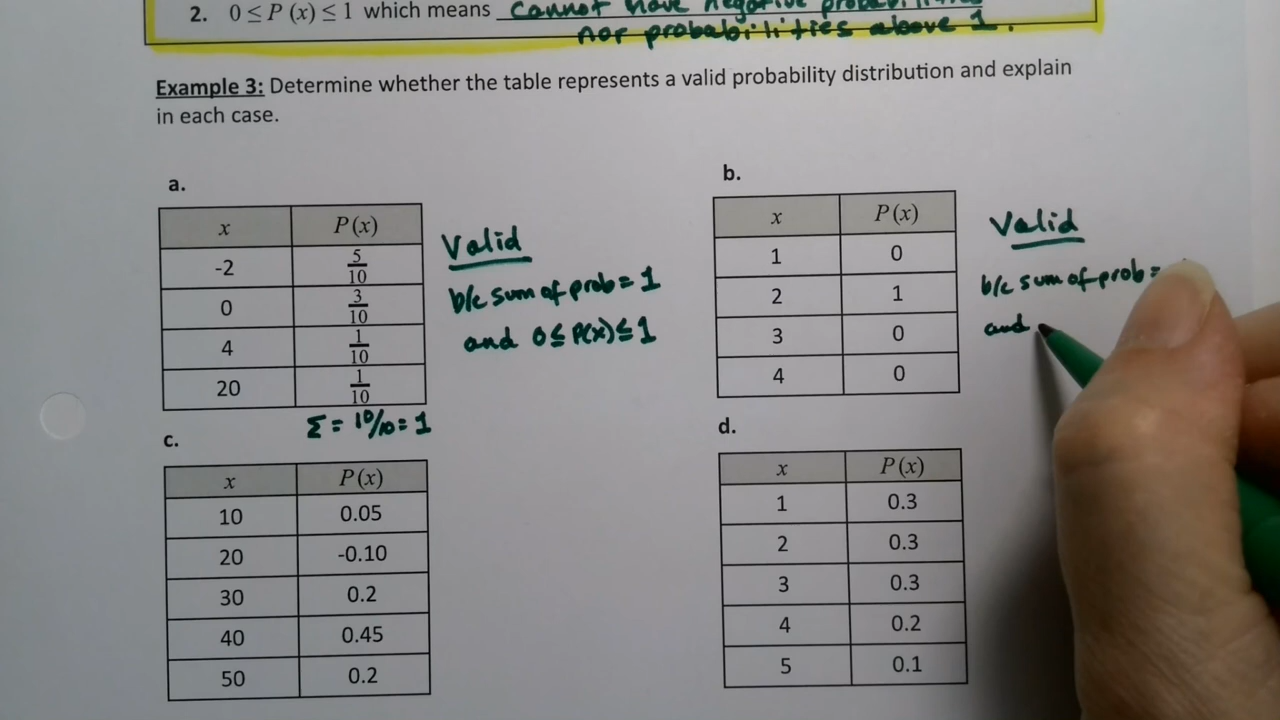 2. 0 ≤ P (x) ≤ 1 which means cannot have negative probabilities
nor probabilities above 1.
Example 3: Determine whether the table represents a valid probability distribution and explain
in each case.
a.
x P(x)
-2 5/10
0 3/10
4 1/10
20 1/10
Σ = 10/10 = 1
Valid
b/c sum of prob = 1
and 0 ≤ P(x) ≤ 1
b.
x P(x)
1 0
2 1
3 0
4 0
Valid
b/c sum of prob =
and
c.
x P(x)
10 0.05
20 -0.10
30 0.2
40 0.45
50 0.2
d.
x P(x)
1 0.3
2 0.3
3 0.3
4 0.2
5 0.1